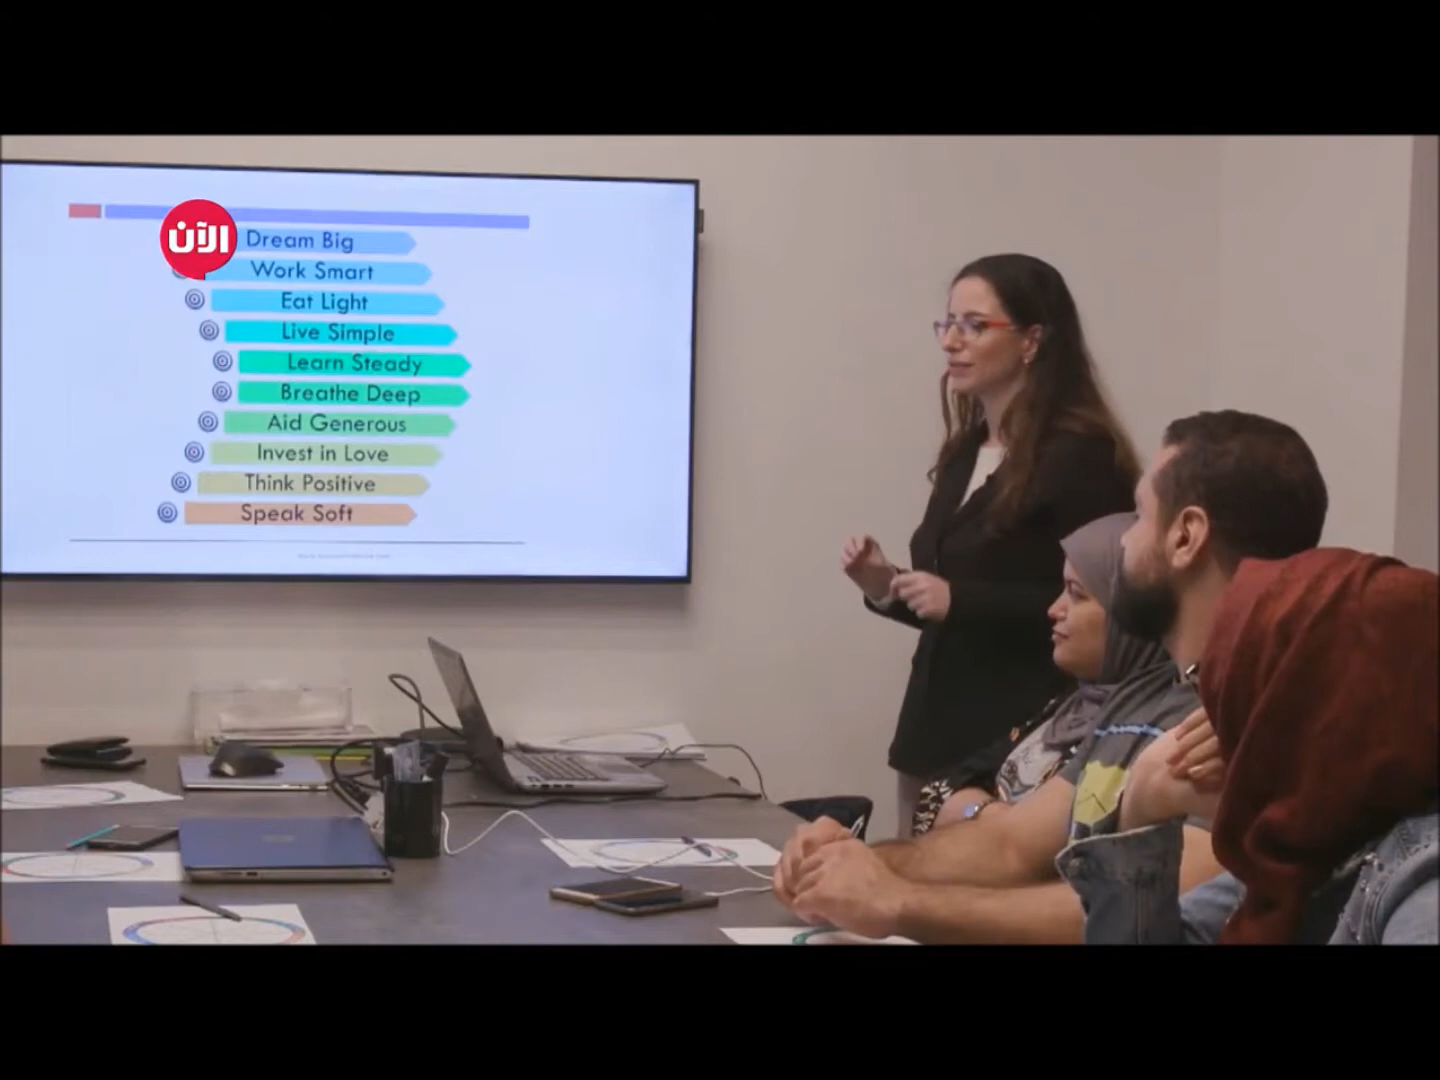 الآن
Dream Big
Work Smart
Eat Light
Live Simple
Learn Steady
Breathe Deep
Aid Generous
Invest in Love
Think Positive
Speak Soft